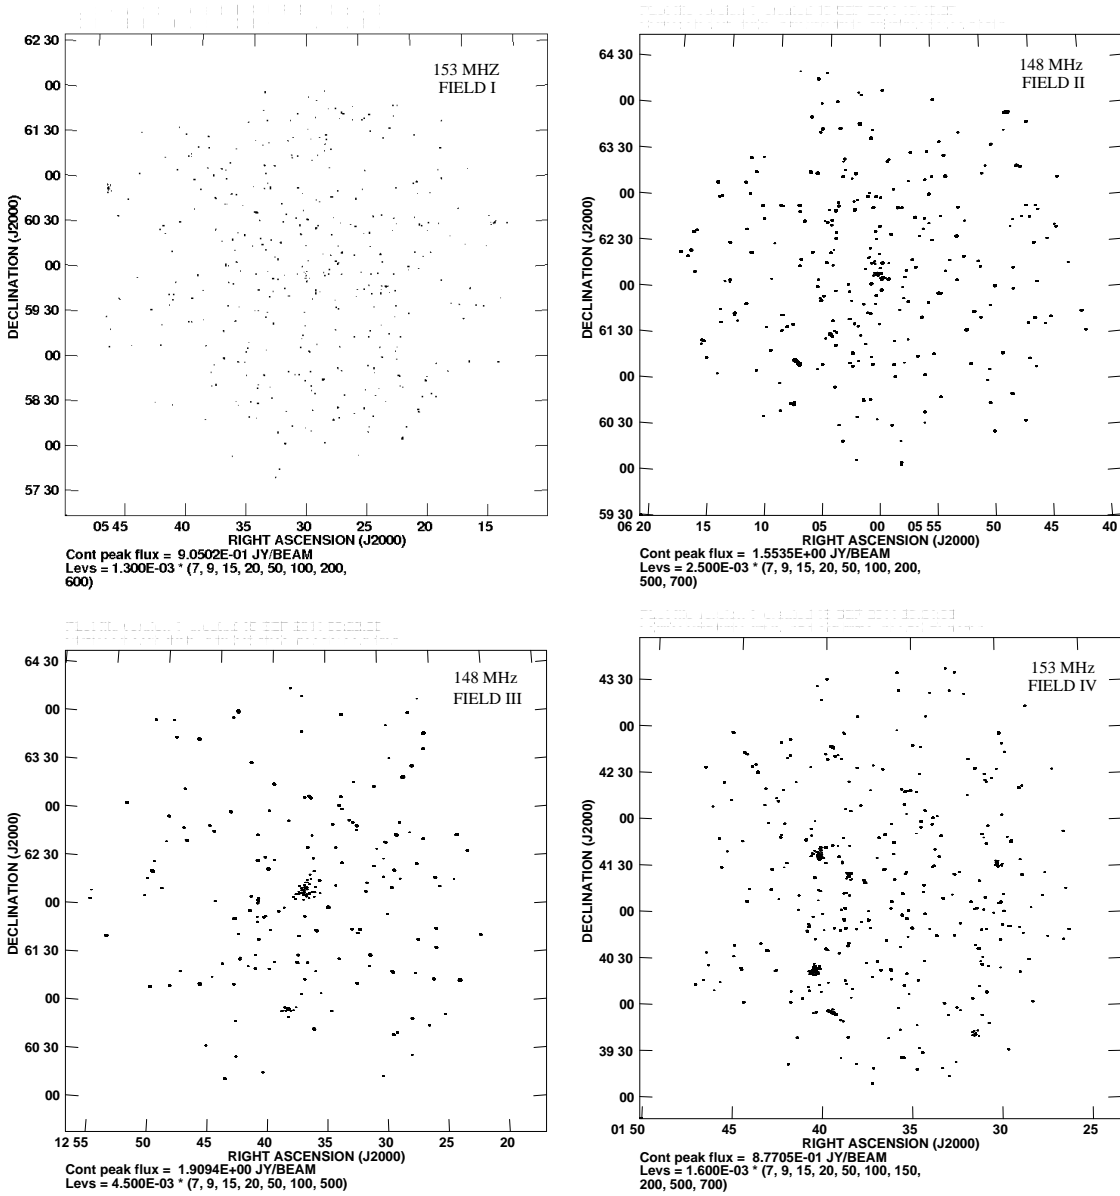 62 30
00
61 30
00
60 30
00
59 30
00
58 30
00
57 30
DECLINATION (J2000)
153 MHZ
FIELD I
05 45 40 35 30 25 20 15
RIGHT ASCENSION (J2000)
Cont peak flux = 9.0502E-01 JY/BEAM
Levs = 1.300E-03 * (7, 9, 15, 20, 50, 100, 200,
600)
64 30
00
63 30
00
62 30
00
61 30
00
60 30
00
59 30
DECLINATION (J2000)
148 MHz
FIELD II
06 20 15 10 05 00 05 55 50 45 40
RIGHT ASCENSION (J2000)
Cont peak flux = 1.5535E+00 JY/BEAM
Levs = 2.500E-03 * (7, 9, 15, 20, 50, 100, 200,
500, 700)
64 30
00
63 30
00
62 30
00
61 30
00
60 30
00
DECLINATION (J2000)
148 MHz
FIELD III
12 55 50 45 40 35 30 25 20
RIGHT ASCENSION (J2000)
Cont peak flux = 1.9094E+00 JY/BEAM
Levs = 4.500E-03 * (7, 9, 15, 20, 50, 100, 500)
43 30
00
42 30
00
41 30
00
40 30
00
39 30
00
DECLINATION (J2000)
153 MHz
FIELD IV
01 50 45 40 35 30 25
RIGHT ASCENSION (J2000)
Cont peak flux = 8.7705E-01 JY/BEAM
Levs = 1.600E-03 * (7, 9, 15, 20, 50, 100, 150,
200, 500, 700)